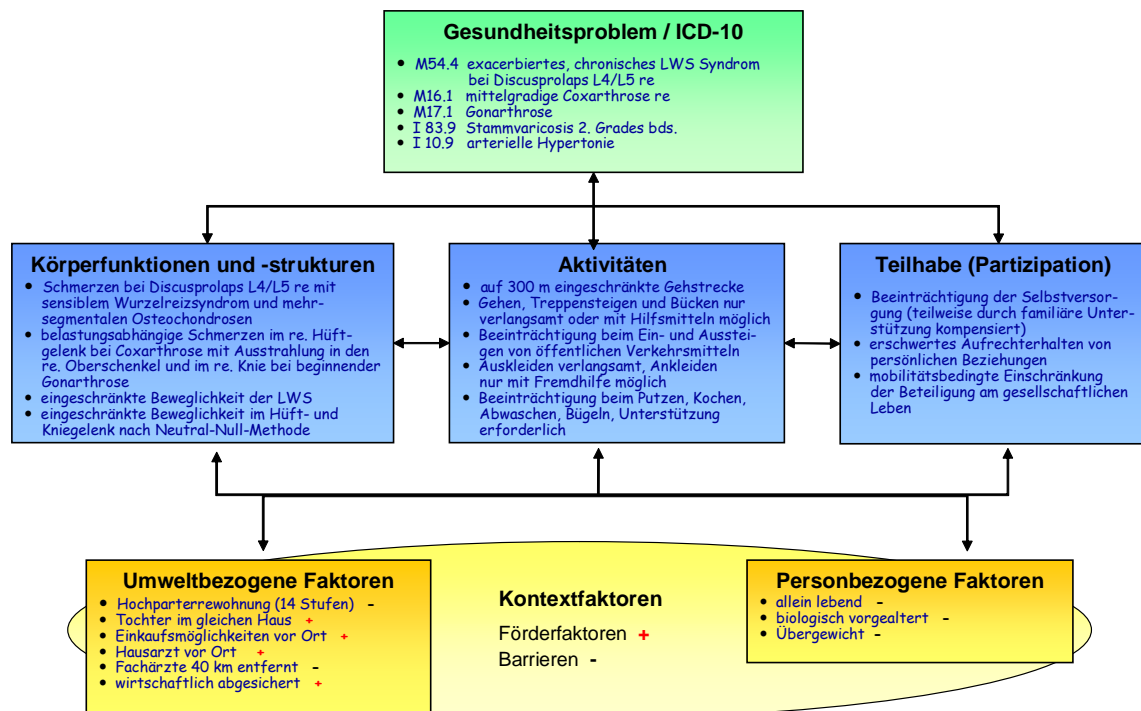 Gesundheitsproblem / ICD-10
• M54.4 exacerbiertes, chronisches LWS Syndrom
bei Discusprolaps L4/L5 re
• M16.1 mittelgradige Coxarthrose re
• M17.1 Gonarthrose
• I 83.9 Stammvaricosis 2. Grades bds.
• I 10.9 arterielle Hypertonie
Körperfunktionen und -strukturen
• Schmerzen bei Discusprolaps L4/L5 re mit
sensiblem Wurzelreizsyndrom und mehr-
segmentalen Osteochondrosen
• belastungsabhängige Schmerzen im re. Hüft-
gelenk bei Coxarthrose mit Ausstrahlung in den
re. Oberschenkel und im re. Knie bei beginnender
Gonarthrose
• eingeschränkte Beweglichkeit der LWS
• eingeschränkte Beweglichkeit im Hüft- und
Kniegelenk nach Neutral-Null-Methode
Aktivitäten
• auf 300 m eingeschränkte Gehstrecke
• Gehen, Treppensteigen und Bücken nur
verlangsamt oder mit Hilfsmitteln möglich
• Beeinträchtigung beim Ein- und Ausstei-
gen von öffentlichen Verkehrsmitteln
• Auskleiden verlangsamt, Ankleiden
nur mit Fremdhilfe möglich
• Beeinträchtigung beim Putzen, Kochen,
Abwaschen, Bügeln, Unterstützung
erforderlich
Teilhabe (Partizipation)
• Beeinträchtigung der Selbstversor-
gung (teilweise durch familiäre Unter-
stützung kompensiert)
• erschwertes Aufrechterhalten von
persönlichen Beziehungen
• mobilitätsbedingte Einschränkung
der Beteiligung am gesellschaftlichen
Leben
Umweltbezogene Faktoren
• Hochparterrewohnung (14 Stufen) -
• Tochter im gleichen Haus +
• Einkaufsmöglichkeiten vor Ort +
• Hausarzt vor Ort +
• Fachärzte 40 km entfernt -
• wirtschaftlich abgesichert +
Kontextfaktoren
Förderfaktoren +
Barrieren -
Personbezogene Faktoren
• allein lebend -
• biologisch vorgealtert -
• Übergewicht -